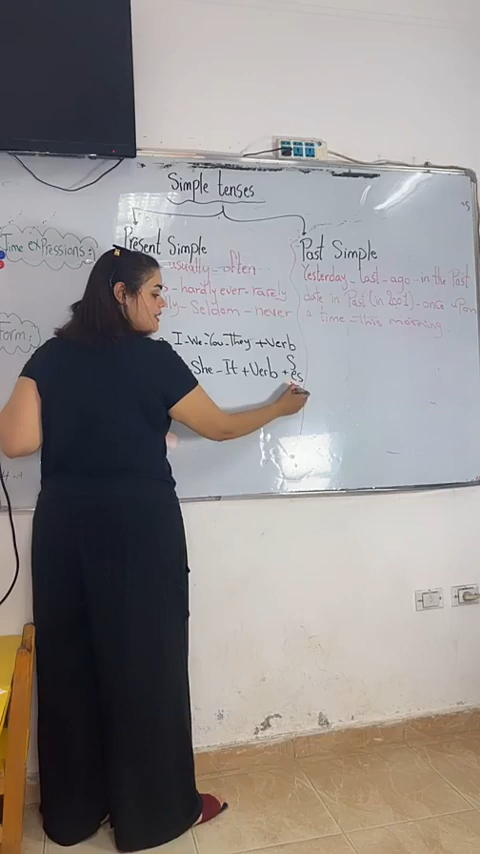 Simple tenses
Time expressions:
Present Simple
usually - often
- hardly ever - rarely
- Seldom - never
Form:
I - We - You - They + Verb
She - It + Verb + s
es
Past Simple
Yesterday - last - ago - in the Past
date in Past (in 2001) - once upon
a time - this morning.